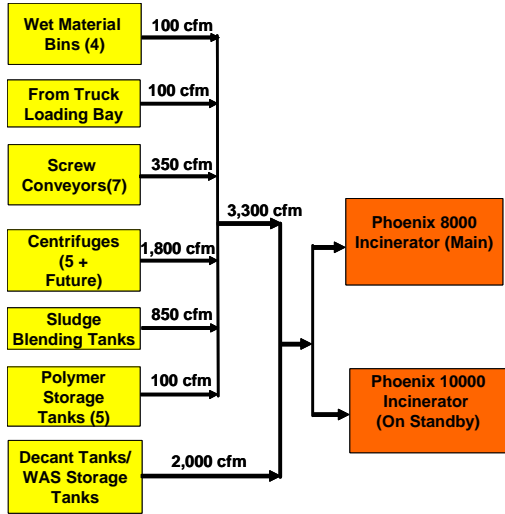 Wet Material
Bins (4)
100 cfm
From Truck
Loading Bay
100 cfm
Screw
Conveyors(7)
350 cfm
3,300 cfm
Centrifuges
(5 +
Future)
1,800 cfm
Sludge
Blending Tanks
850 cfm
Polymer
Storage
Tanks (5)
100 cfm
Decant Tanks/
WAS Storage
Tanks
2,000 cfm
Phoenix 8000
Incinerator (Main)
Phoenix 10000
Incinerator
(On Standby)